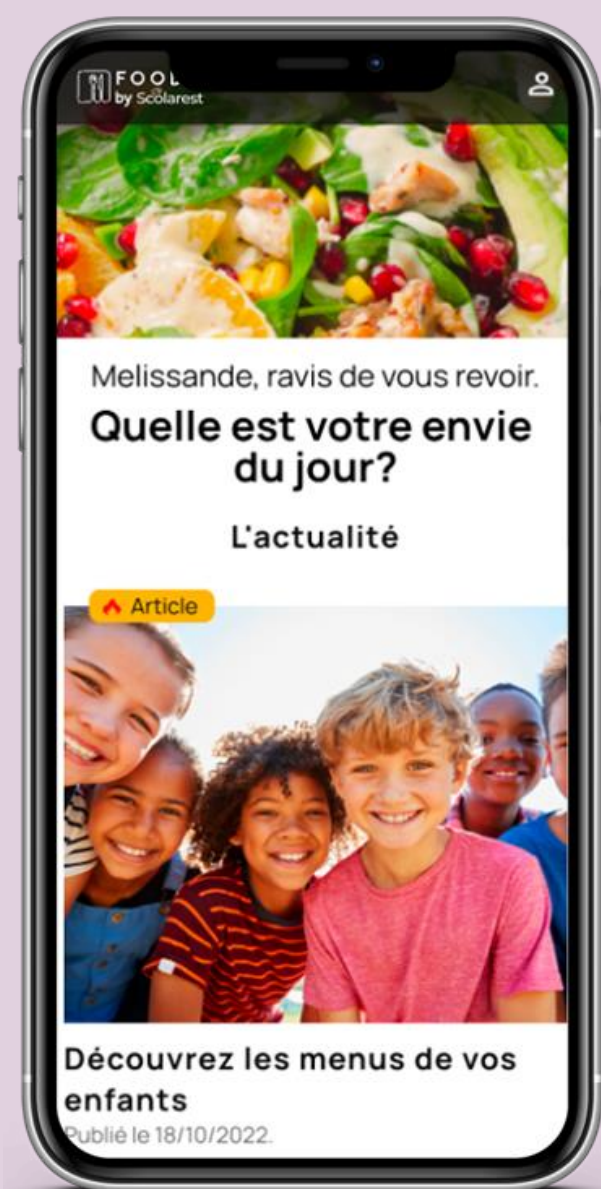 FOOD
by Scolarest
Melissande, ravis de vous revoir.
Quelle est votre envie
du jour?
L'actualité
Article
Découvrez les menus de vos
enfants
Publié le 18/10/2022.